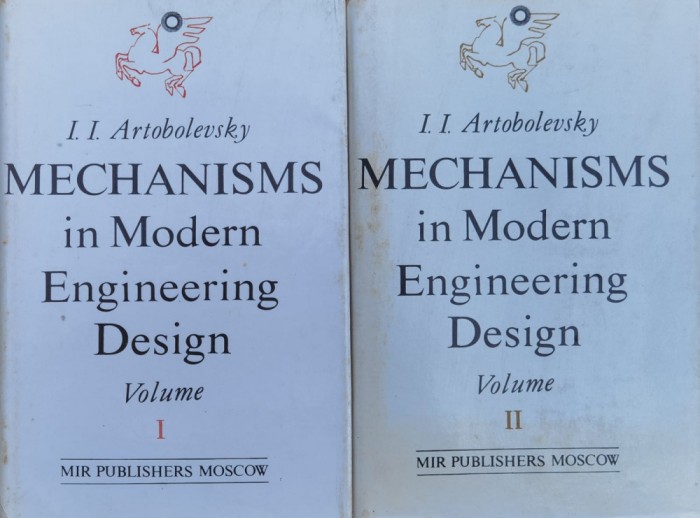 I. I. Artobolevsky
MECHANISMS
in Modern
Engineering
Design
Volume
I
MIR PUBLISHERS MOSCOW
I. I. Artobolevsky
MECHANISMS
in Modern
Engineering
Design
Volume
II
MIR PUBLISHERS MOSCOW